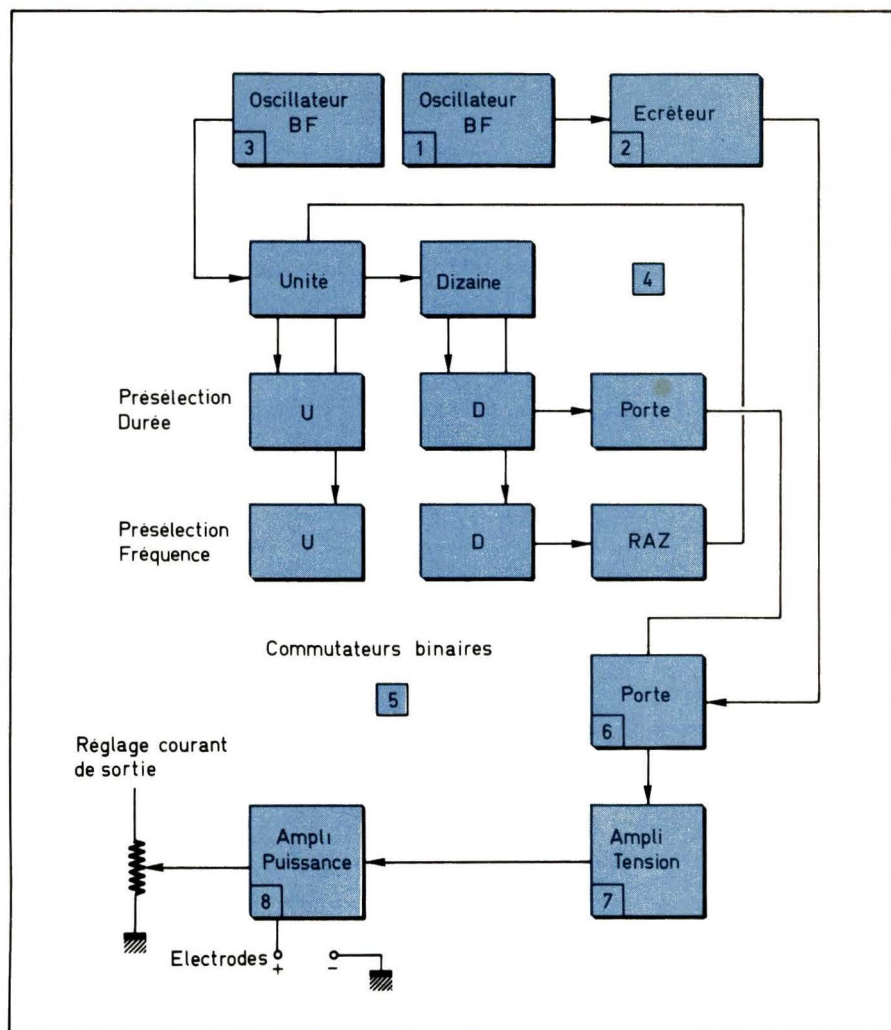 Oscillateur
BF
3
Oscillateur
BF
1
Ecrêteur
2
Unité
Dizaine
4
Présélection
Durée
U
D
Porte
Présélection
Fréquence
U
D
RAZ
Commutateurs binaires
5
Porte
6
Réglage courant
de sortie
Ampli
Puissance
8
Ampli
Tension
7
Electrodes
+
-